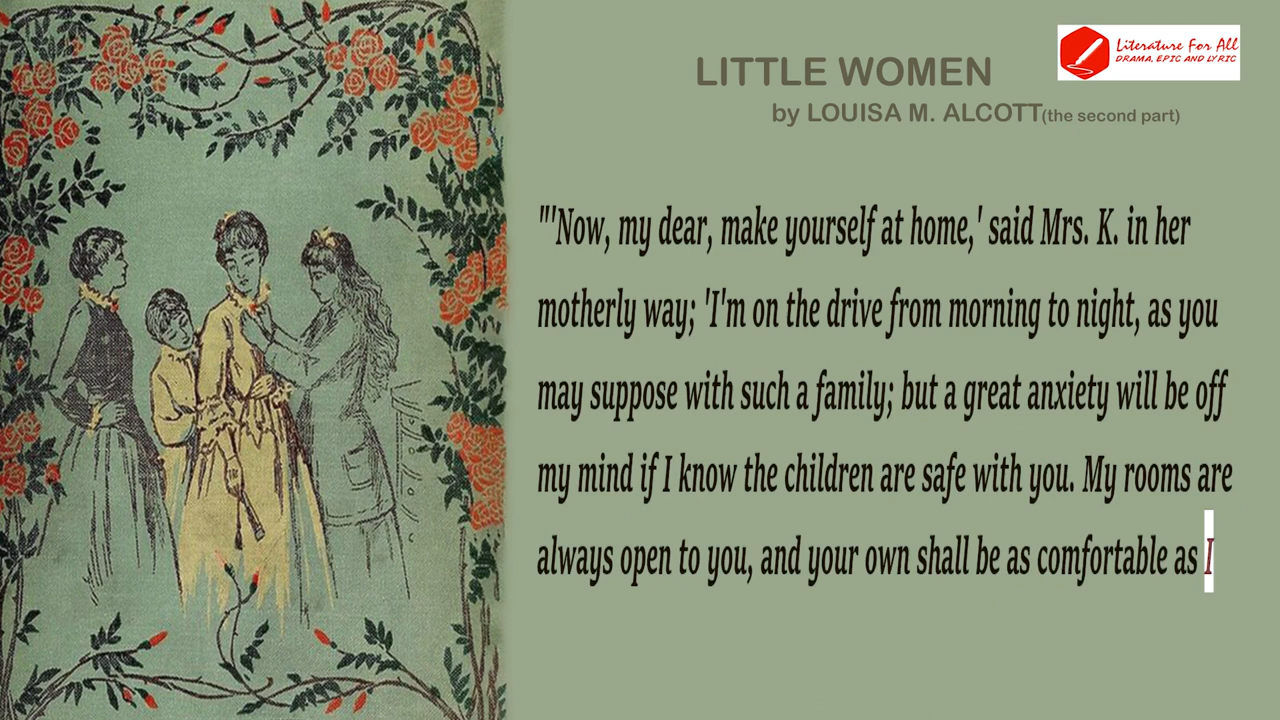 LITTLE WOMEN
by LOUISA M. ALCOTT(the second part)
Literature For All
DRAMA, EPIC AND LYRIC
"'Now, my dear, make yourself at home,' said Mrs. K. in her
motherly way; 'I'm on the drive from morning to night, as you
may suppose with such a family; but a great anxiety will be off
my mind if I know the children are safe with you. My rooms are
always open to you, and your own shall be as comfortable as I